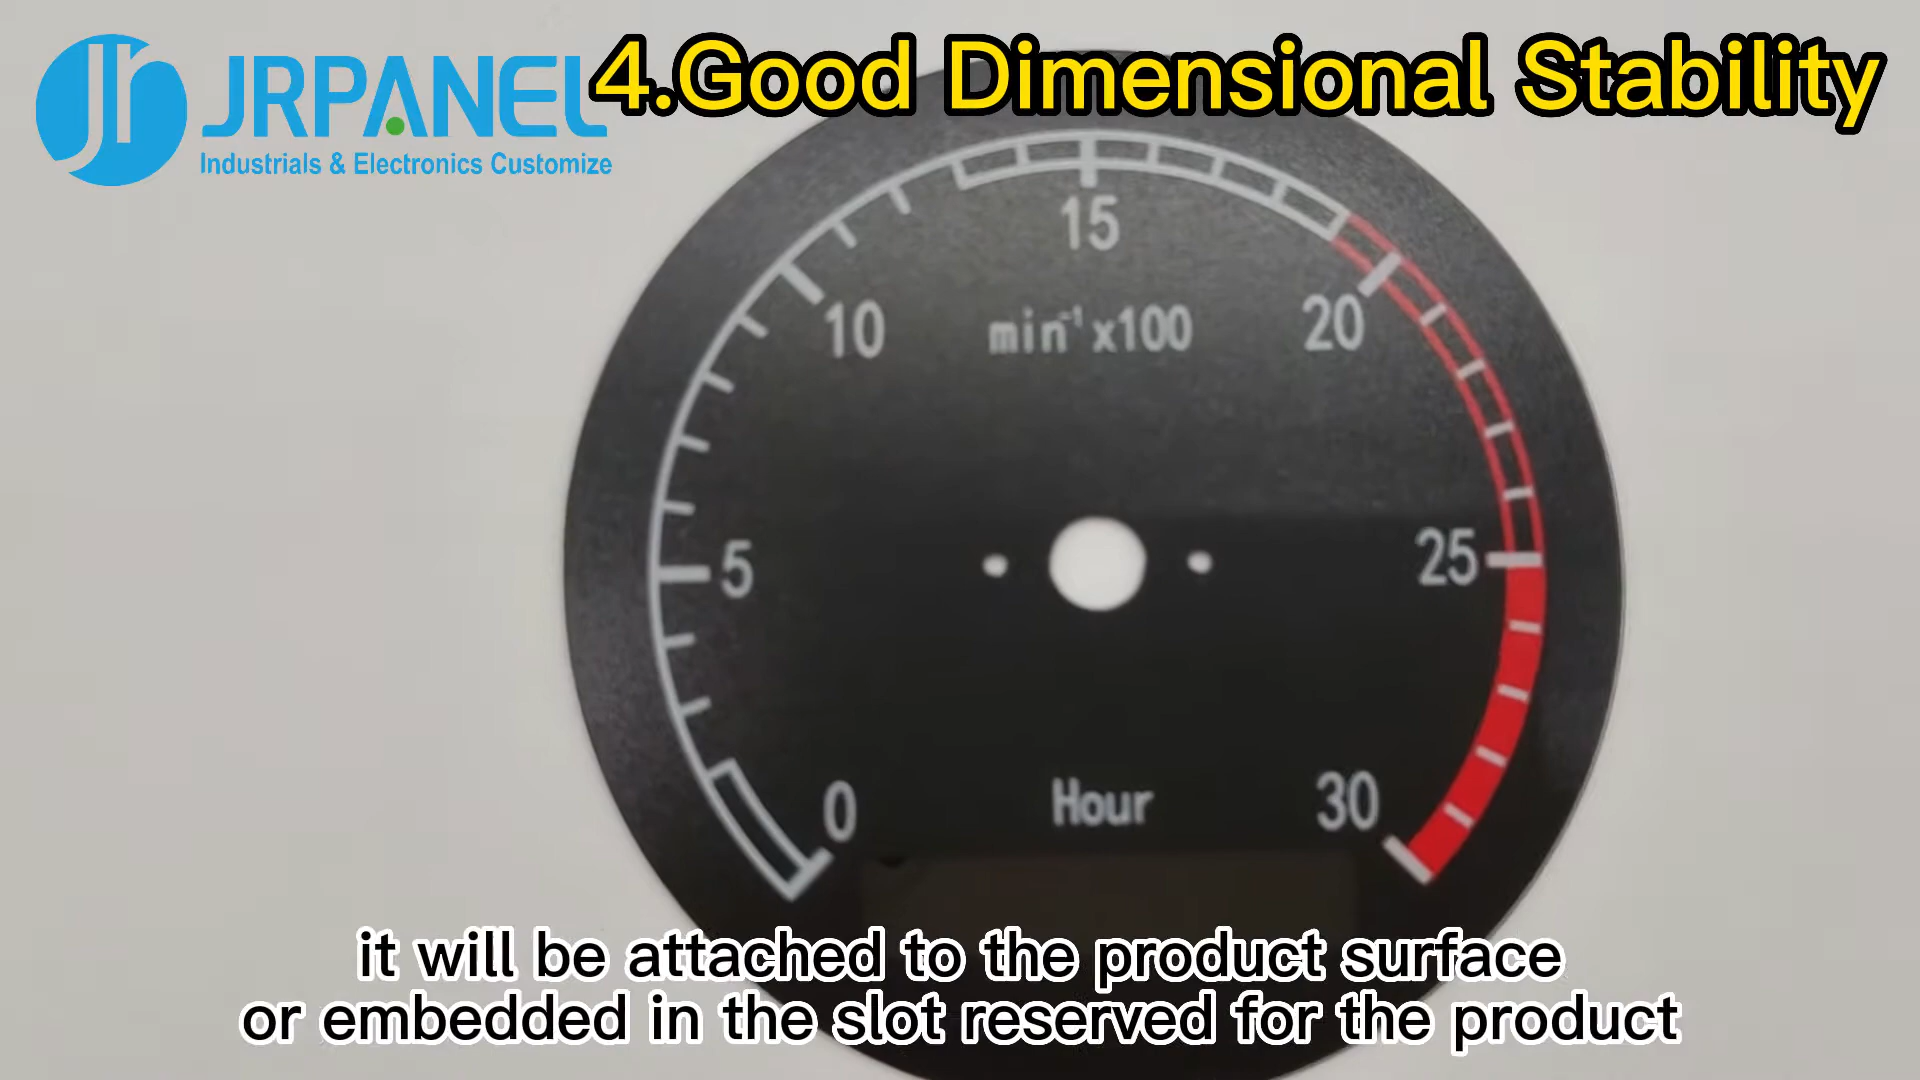 JRPANEL
Industrials & Electronics Customize
4.Good Dimensional Stability
15
10
min⁻¹x100
20
5
25
0
Hour
30
it will be attached to the product surface
or embedded in the slot reserved for the product